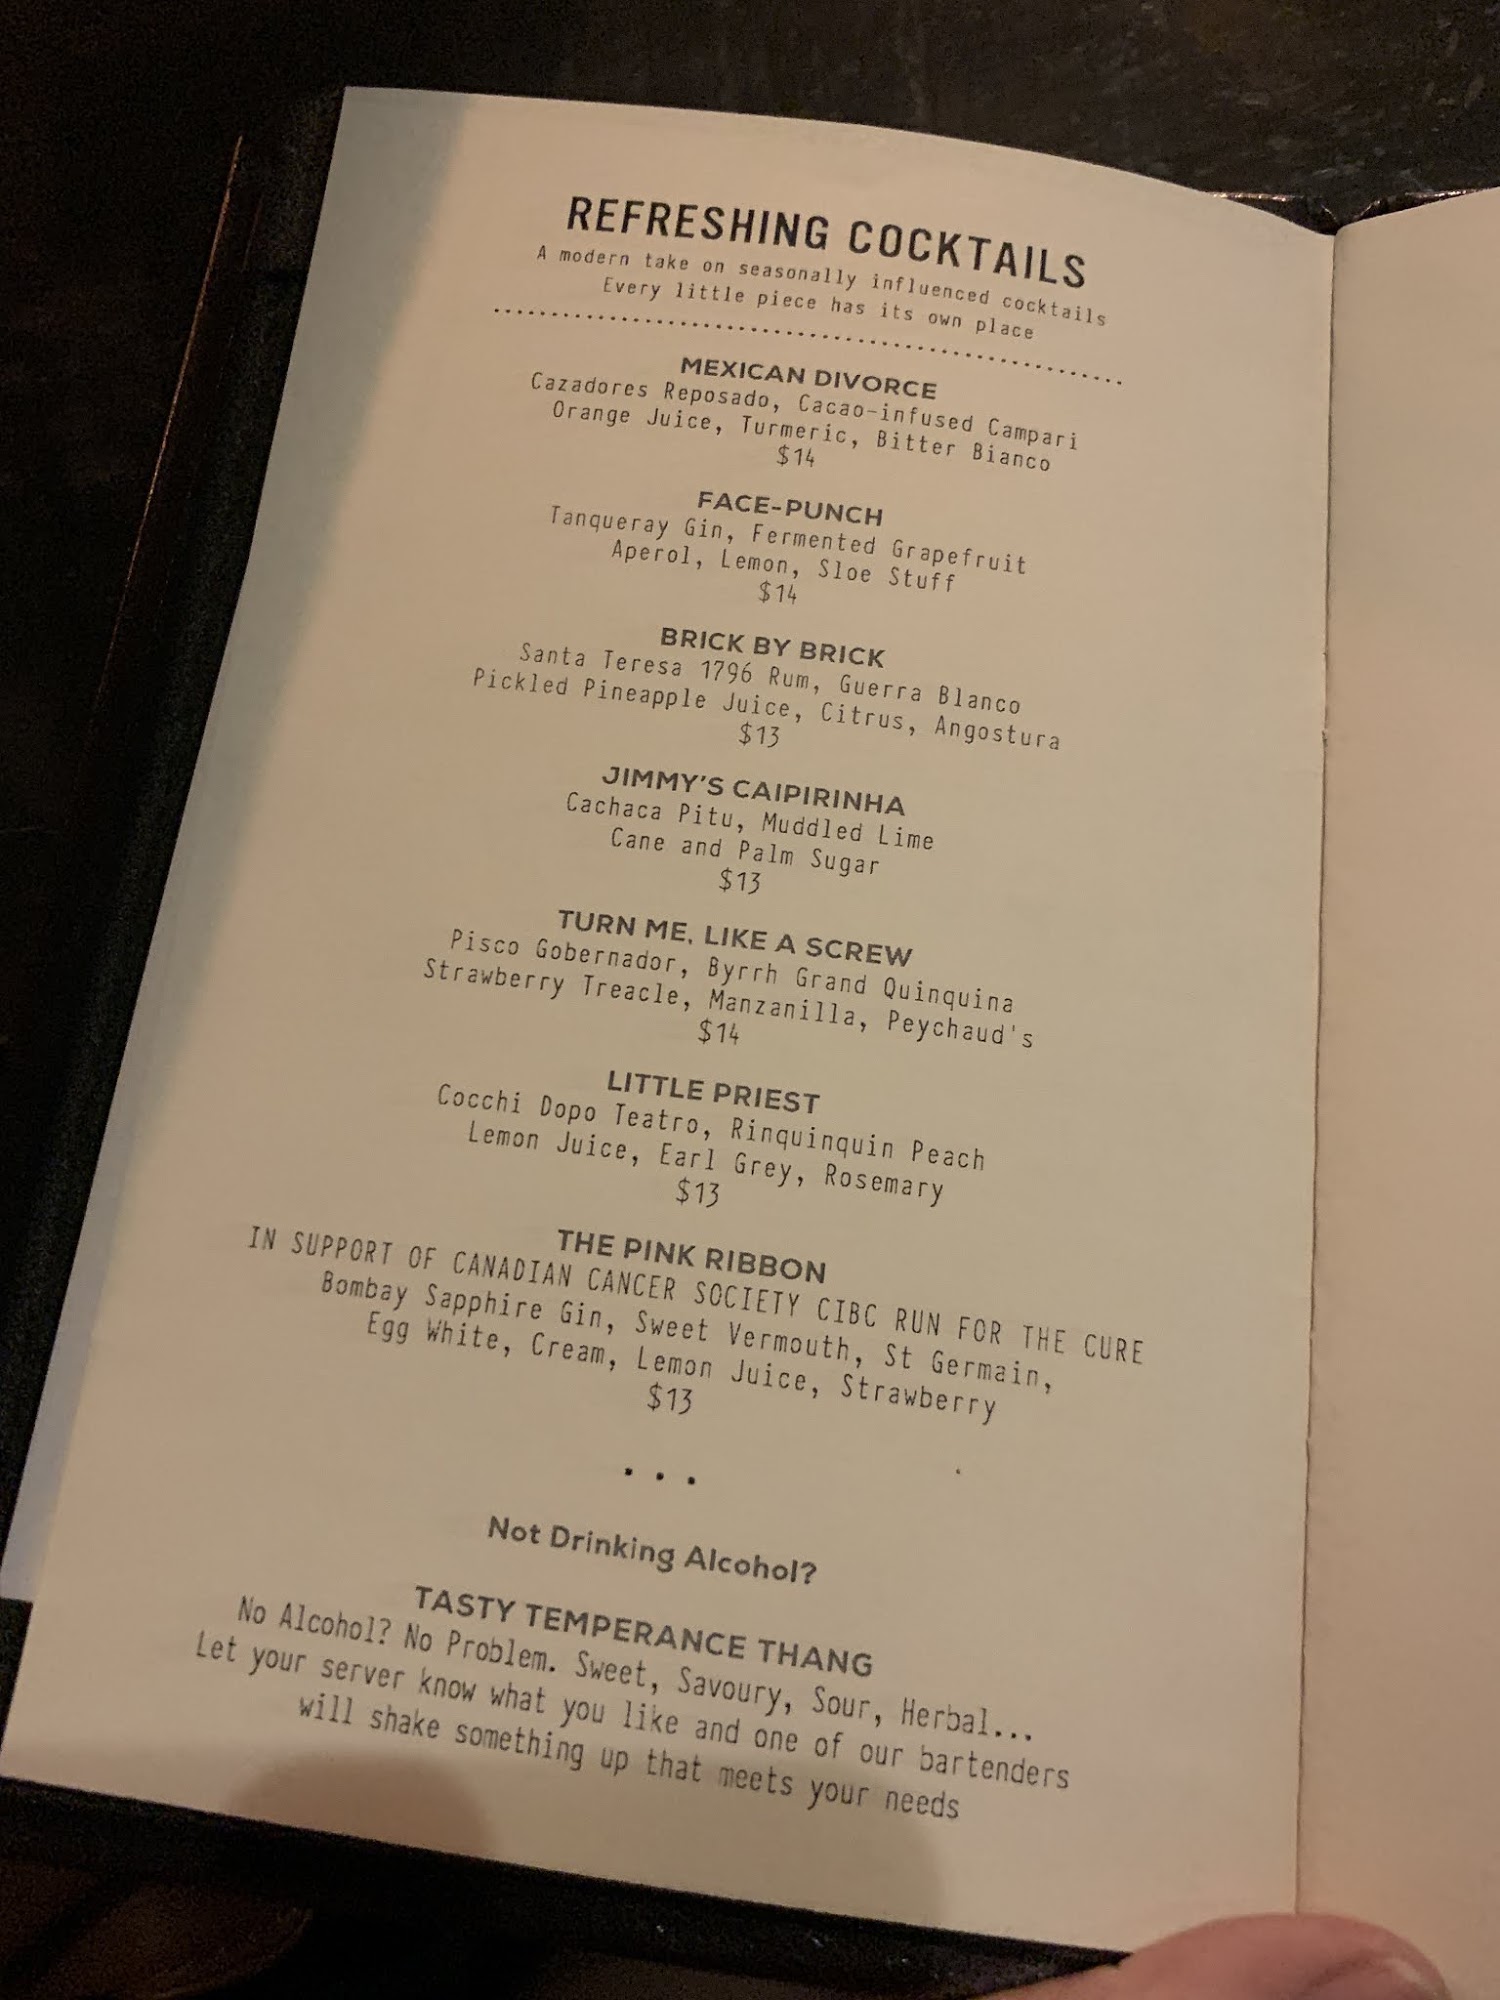 REFRESHING COCKTAILS
A modern take on seasonally influenced cocktails
Every little piece has its own place
MEXICAN DIVORCE
Cazadores Reposado, Cacao-infused Campari
Orange Juice, Turmeric, Bitter Bianco
$14
FACE-PUNCH
Tanqueray Gin, Fermented Grapefruit
Aperol, Lemon, Sloe Stuff
$14
BRICK BY BRICK
Santa Teresa 1796 Rum, Guerra Blanco
Pickled Pineapple Juice, Citrus, Angostura
$13
JIMMY'S CAIPIRINHA
Cachaca Pitu, Muddled Lime
Cane and Palm Sugar
$13
TURN ME, LIKE A SCREW
Pisco Gobernador, Byrrh Grand Quinquina
Strawberry Treacle, Manzanilla, Peychaud's
$14
LITTLE PRIEST
Cocchi Dopo Teatro, Rinquinquin Peach
Lemon Juice, Earl Grey, Rosemary
$13
THE PINK RIBBON
IN SUPPORT OF CANADIAN CANCER SOCIETY CIBC RUN FOR THE CURE
Bombay Sapphire Gin, Sweet Vermouth, St Germain,
Egg White, Cream, Lemon Juice, Strawberry
$13
...
Not Drinking Alcohol?
TASTY TEMPERANCE THANG
No Alcohol? No Problem. Sweet, Savoury, Sour, Herbal...
Let your server know what you like and one of our bartenders
will shake something up that meets your needs